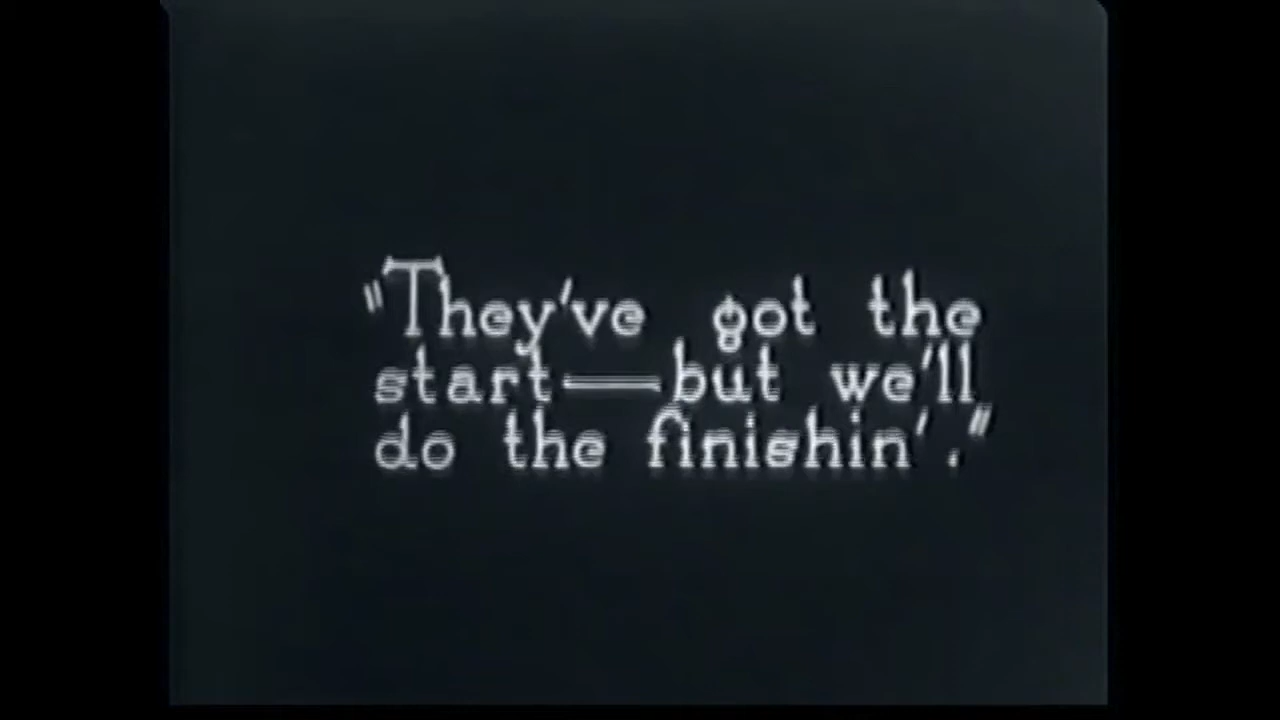 "They've got the
start—but we'll
do the finishin'."